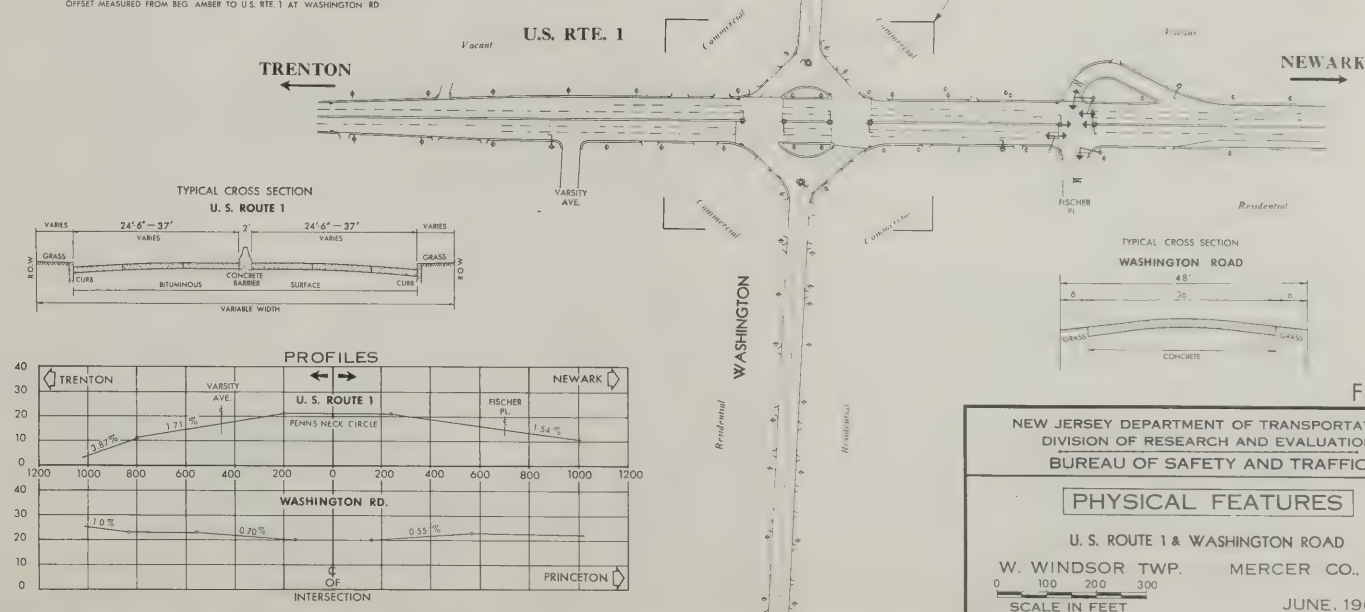 OFFSET MEASURED FROM BEG AMBER TO U.S. RTE. 1 AT WASHINGTON RD
U.S. RTE. 1
Vacant
Commercial
Commercial
TRENTON
NEWARK
VARSITY
AVE.
FISCHER
PL.
Residential
Commercial
Commercial
TYPICAL CROSS SECTION
U. S. ROUTE 1
VARIES
24'-6" — 37'
2'
24'-6" — 37'
VARIES
VARIES
VARIES
GRASS
GRASS
R.O.W
R.O.W
CURB
BITUMINOUS
CONCRETE
BARRIER
SURFACE
CURB
VARIABLE WIDTH
TYPICAL CROSS SECTION
WASHINGTON ROAD
48'
6
36
6
GRASS
GRASS
CONCRETE
WASHINGTON
Residential
Residential
PROFILES
40
30
20
10
0
TRENTON
NEWARK
VARSITY
AVE.
U. S. ROUTE 1
PENNS NECK CIRCLE
FISCHER
PL.
3.87%
1.71 %
1.54 %
1200 1000 800 600 400 200 0 200 400 600 800 1000 1200
WASHINGTON RD.
40
30
20
10
0
1.0%
0.70%
0.55 %
OF
INTERSECTION
PRINCETON
F
NEW JERSEY DEPARTMENT OF TRANSPORTAT
DIVISION OF RESEARCH AND EVALUATION
BUREAU OF SAFETY AND TRAFFIC
PHYSICAL FEATURES
U. S. ROUTE 1 & WASHINGTON ROAD
W. WINDSOR TWP. MERCER CO.,
0 100 200 300
SCALE IN FEET
JUNE, 19